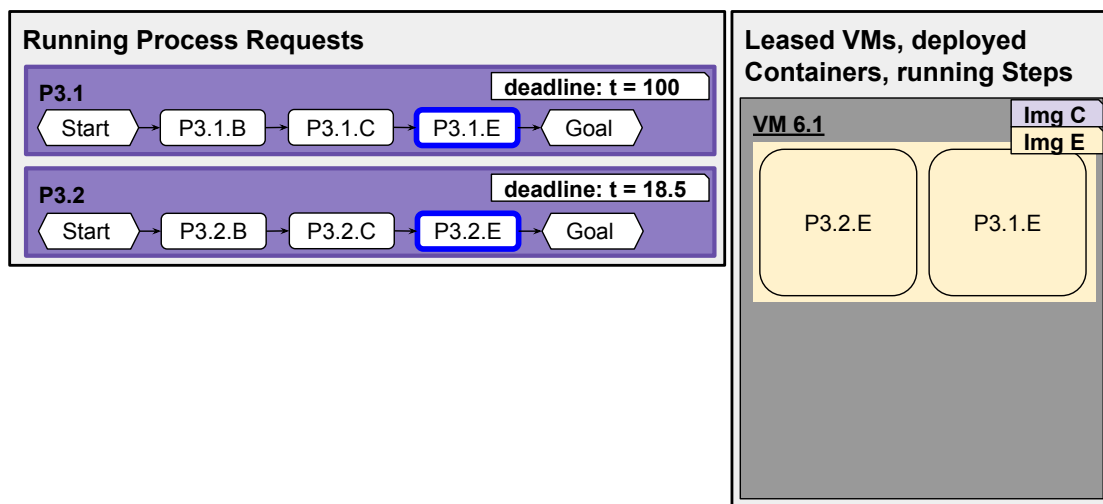 Running Process Requests
deadline: t = 100
P3.1
Start
P3.1.B
P3.1.C
P3.1.E
Goal
deadline: t = 18.5
P3.2
Start
P3.2.B
P3.2.C
P3.2.E
Goal
Leased VMs, deployed
Containers, running Steps
Img C
VM 6.1
Img E
P3.2.E
P3.1.E